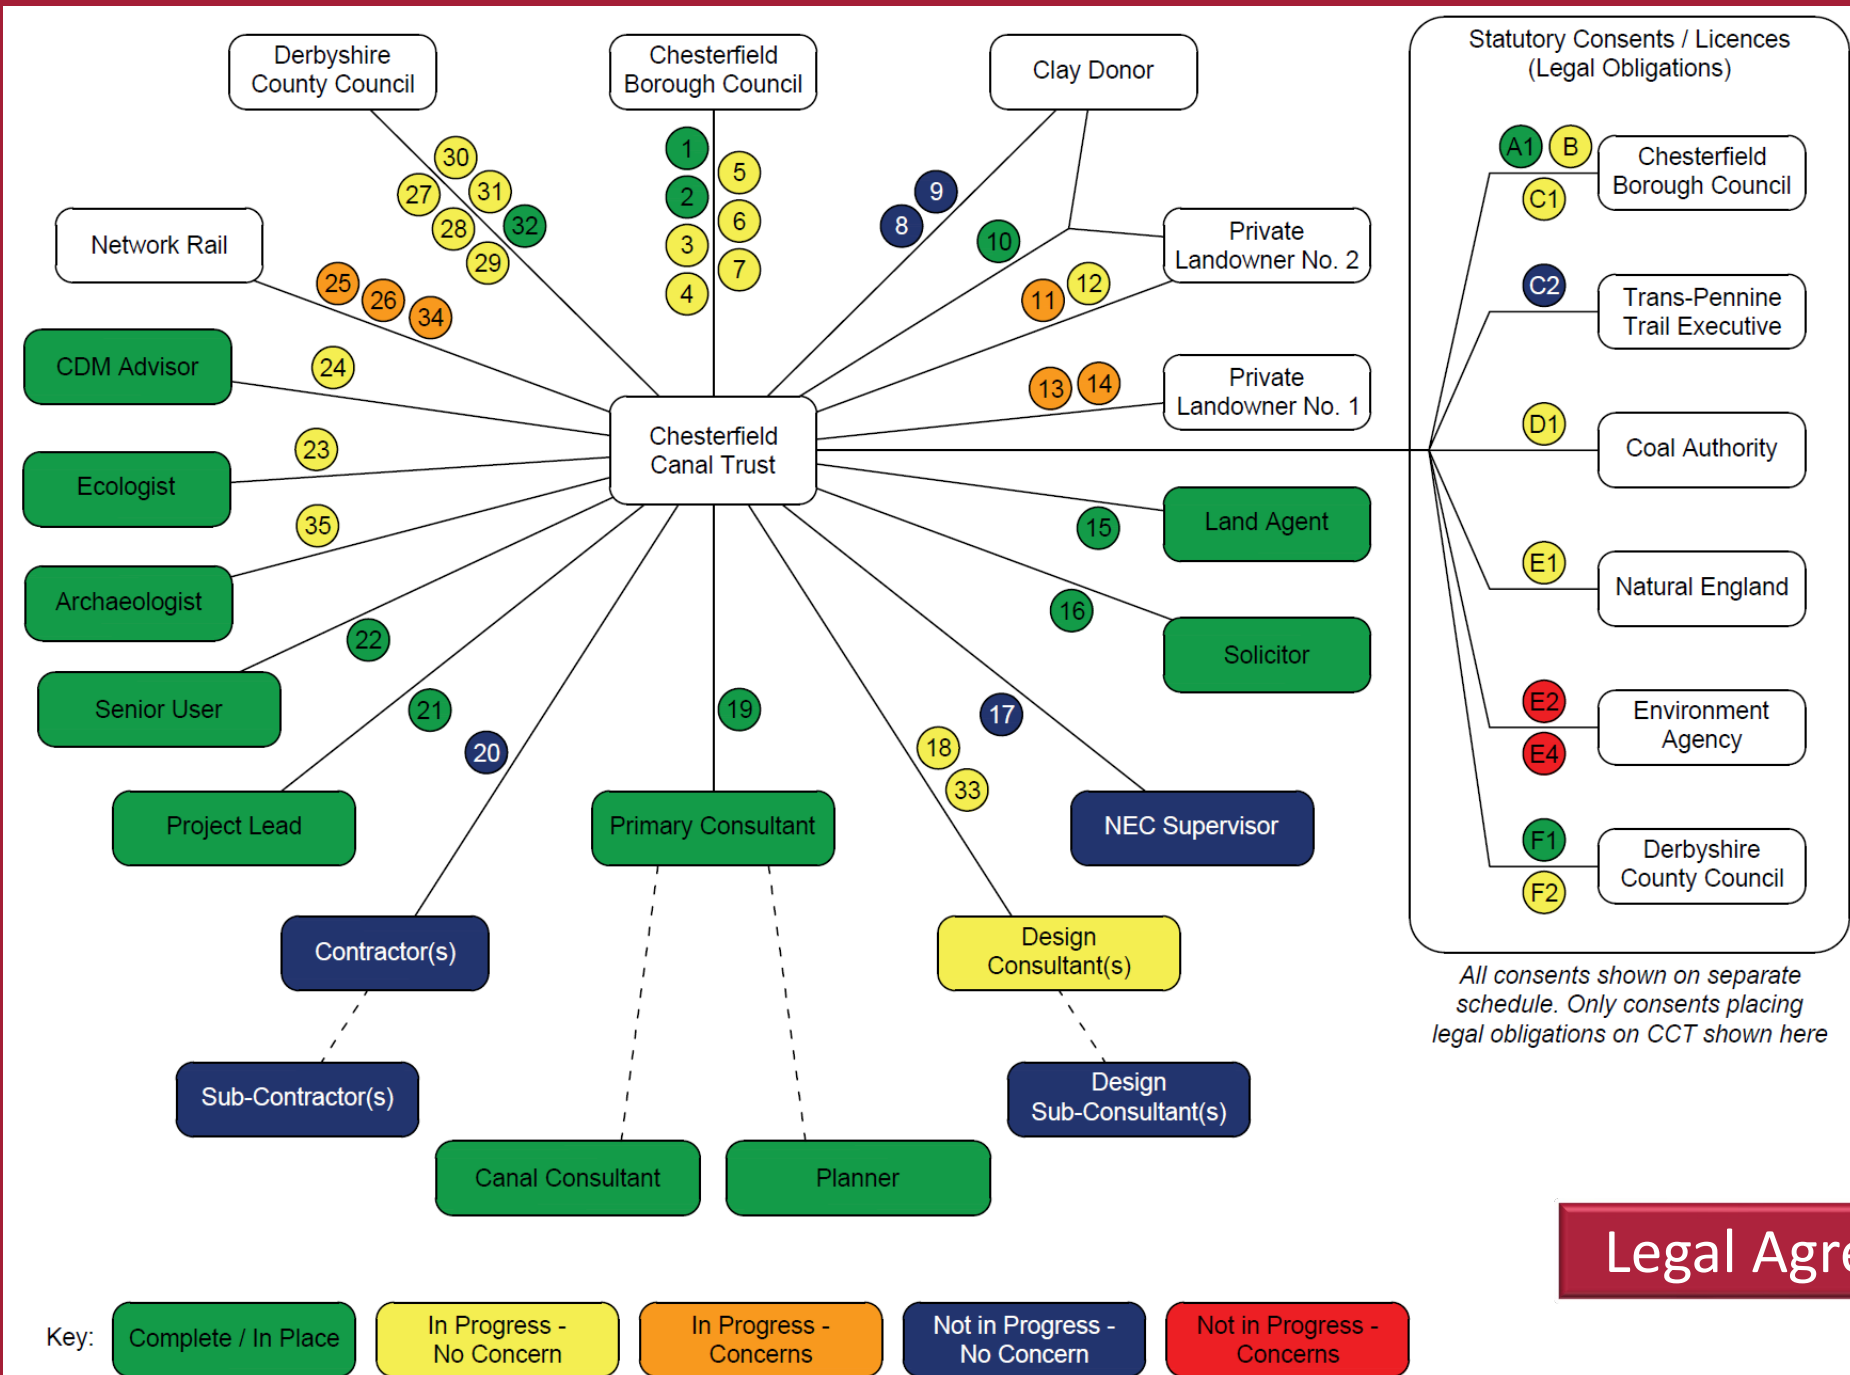 Derbyshire
County Council
Chesterfield
Borough Council
Clay Donor
Statutory Consents / Licences
(Legal Obligations)
30
27
31
28
32
29
1
5
2
6
3
7
4
9
8
10
A1
B
C1
Chesterfield
Borough Council
Network Rail
25
26
34
11
12
Private
Landowner No. 2
C2
Trans-Pennine
Trail Executive
CDM Advisor
24
13
14
Private
Landowner No. 1
Chesterfield
Canal Trust
D1
Coal Authority
Ecologist
23
35
15
Land Agent
E1
Natural England
Archaeologist
22
16
Solicitor
Senior User
21
20
19
17
18
33
E2
E4
Environment
Agency
Project Lead
Primary Consultant
NEC Supervisor
F1
F2
Derbyshire
County Council
Contractor(s)
Design
Consultant(s)
All consents shown on separate
schedule. Only consents placing
legal obligations on CCT shown here
Sub-Contractor(s)
Design
Sub-Consultant(s)
Canal Consultant
Planner
Legal Agre
Key:
Complete / In Place
In Progress -
No Concern
In Progress -
Concerns
Not in Progress -
No Concern
Not in Progress -
Concerns